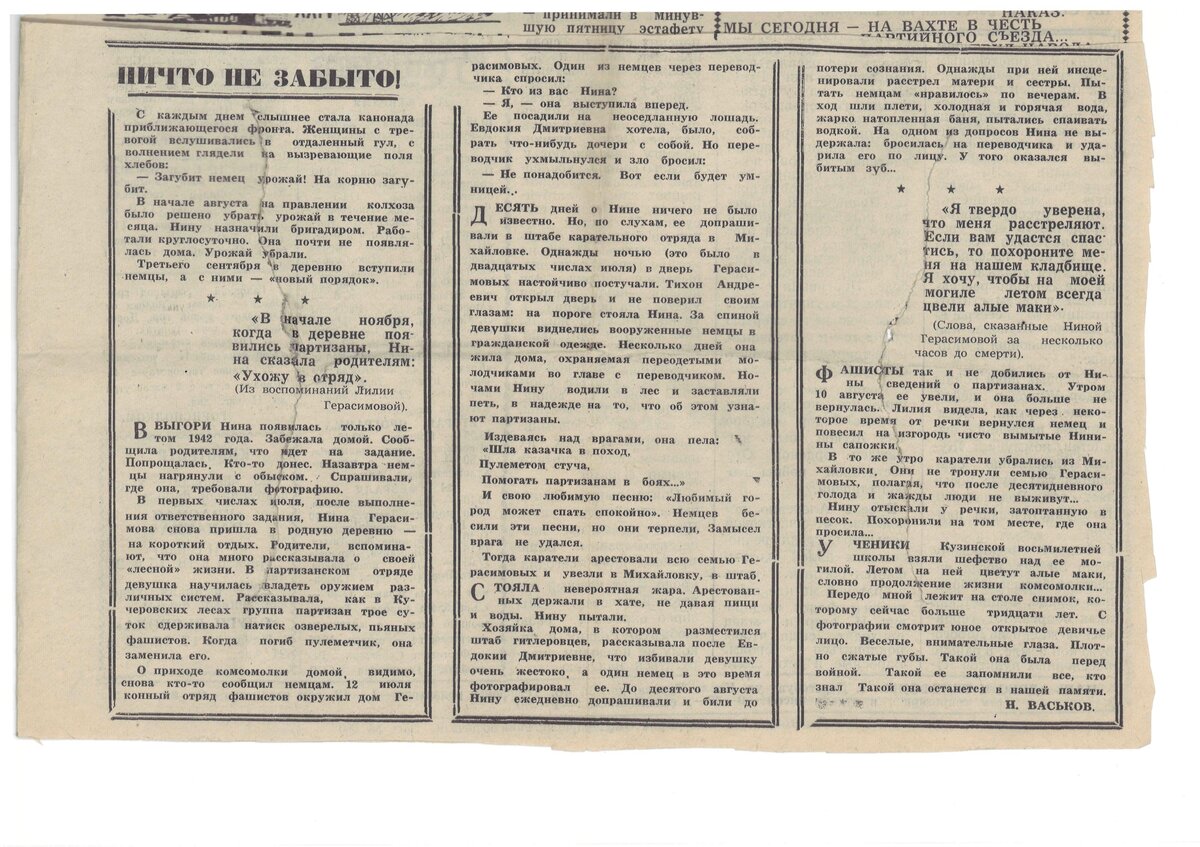 принимали в минув-
шую пятницу эстафету
НАКАЗ.
МЫ СЕГОДНЯ — НА ВАХТЕ В ЧЕСТЬ
ПАРТИЙНОГО СЪЕЗДА...
НИЧТО НЕ ЗАБЫТО!
С каждым днем слышнее стала канонада
приближающегося фронта. Женщины с тре-
вогой вслушивались в отдаленный гул, с
волнением глядели на вызревающие поля
хлебов:
— Загубит немец урожай! На корню загу-
бит.
В начале августа на правлении колхоза
было решено убрать урожай в течение ме-
сяца. Нину назначили бригадиром. Рабо-
тали круглосуточно. Она почти не появля-
лась дома. Урожай убрали.
Третьего сентября в деревню вступили
немцы, а с ними — «новый порядок».
* * *
«В начале ноября,
когда в деревне поя-
вились партизаны, Ни-
на сказала родителям:
«Ухожу в отряд».
(Из воспоминаний Лилии
Герасимовой).
В ВЫГОРИ Нина появилась только ле-
том 1942 года. Забежала домой. Сооб-
щила родителям, что идет на задание.
Попрощалась. Кто-то донес. Назавтра нем-
цы нагрянули с обыском. Спрашивали,
где она, требовали фотографию.
В первых числах июля, после выполне-
ния ответственного задания, Нина Гераси-
мова снова пришла в родную деревню —
на короткий отдых. Родители, вспомина-
ют, что она много рассказывала о своей
«лесной» жизни. В партизанском отряде
девушка научилась владеть оружием раз-
личных систем. Рассказывала, как в Ку-
черовских лесах группа партизан трое су-
ток сдерживала натиск озверелых, пьяных
фашистов. Когда погиб пулеметчик, она
заменила его.
О приходе комсомолки домой, видимо,
снова кто-то сообщил немцам. 12 июля
конный отряд фашистов окружил дом Ге-
расимовых. Один из немцев через перевод-
чика спросил:
— Кто из вас Нина?
— Я, — она выступила вперед.
Ее посадили на неоседланную лошадь.
Евдокия Дмитриевна хотела, было, соб-
рать что-нибудь дочери с собой. Но пере-
водчик ухмыльнулся и зло бросил:
— Не понадобится. Вот если будет ум-
ницей...
ДЕСЯТЬ дней о Нине ничего не было
известно. Но, по слухам, ее допраши-
вали в штабе карательного отряда в Ми-
хайловке. Однажды ночью (это было в
двадцатых числах июля) в дверь Гераси-
мовых настойчиво постучали. Тихон Андре-
евич открыл дверь и не поверил своим
глазам: на пороге стояла Нина. За спиной
девушки виднелись вооруженные немцы в
гражданской одежде. Несколько дней она
жила дома, охраняемая переодетыми мо-
лодчиками во главе с переводчиком. Но-
чами Нину водили в лес и заставляли
петь, в надежде на то, что об этом узна-
ют партизаны.
Издеваясь над врагами, она пела:
«Шла казачка в поход,
Пулеметом стуча,
Помогать партизанам в боях...»
И свою любимую песню: «Любимый го-
род может спать спокойно». Немцев бе-
сили эти песни, но они терпели. Замысел
врага не удался.
Тогда каратели арестовали всю семью Ге-
расимовых и увезли в Михайловку, в штаб.
СТОЯЛА невероятная жара. Арестован-
ных держали в хате, не давая пищи
и воды. Нину пытали.
Хозяйка дома, в котором разместился
штаб гитлеровцев, рассказывала после Ев-
докии Дмитриевне, что избивали девушку
очень жестоко, а один немец в это время
фотографировал ее. До десятого августа
Нину ежедневно допрашивали и били до
потери сознания. Однажды при ней инсце-
нировали расстрел матери и сестры. Пы-
тать немцам «нравилось» по вечерам. В
ход шли плети, холодная и горячая вода,
жарко натопленная баня, пытались спаивать
водкой. На одном из допросов Нина не вы-
держала: бросилась на переводчика и уда-
рила его по лицу. У того оказался вы-
битым зуб...
* * *
«Я твердо уверена,
что меня расстреляют.
Если вам удастся спас-
тись, то похороните ме-
ня на нашем кладбище.
Я хочу, чтобы на моей
могиле летом всегда
цвели алые маки».
(Слова, сказанные Ниной
Герасимовой за несколько
часов до смерти).
ФАШИСТЫ так и не добились от Ни-
ны сведений о партизанах. Утром
10 августа ее увели, и она больше не
вернулась. Лилия видела, как через неко-
торое время от речки вернулся немец и
повесил на изгородь чисто вымытые Нини-
ны сапожки.
В то же утро каратели убрались из Ми-
хайловки. Они не тронули семью Гераси-
мовых, полагая, что после десятидневного
голода и жажды люди не выживут...
Нину отыскали у речки, затоптанную в
песок. Похоронили на том месте, где она
просила...
УЧЕНИКИ Кузинской восьмилетней
школы взяли шефство над ее мо-
гилой. Летом на ней цветут алые маки,
словно продолжение жизни комсомолки...
Передо мной лежит на столе снимок, ко-
торому сейчас больше тридцати лет. С
фотографии смотрит юное открытое девичье
лицо. Веселые, внимательные глаза. Плот-
но сжатые губы. Такой она была перед
войной. Такой ее запомнили все, кто
знал Такой она останется в нашей памяти.
Н. ВАСЬКОВ.